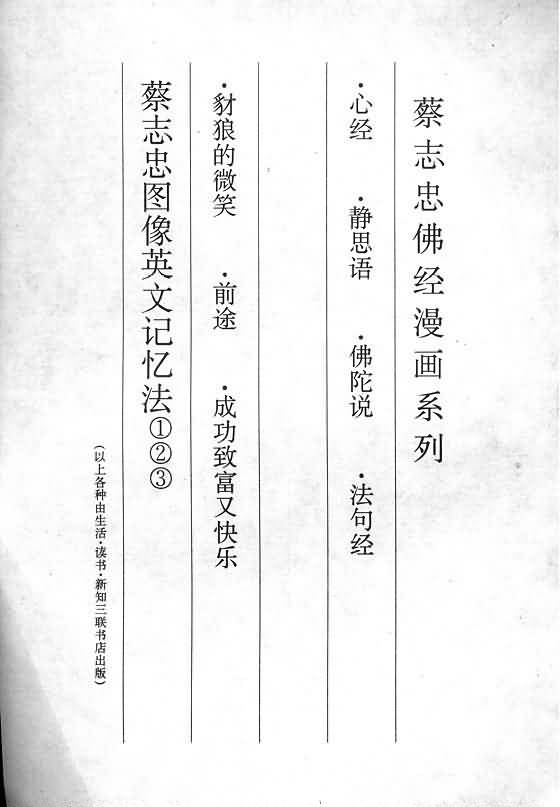 蔡志忠佛经漫画系列
·心经 ·静思语 ·佛陀说 ·法句经
·豺狼的微笑 ·前途 ·成功致富又快乐
蔡志忠图像英文记忆法①②③
(以上各种由生活·读书·新知三联书店出版)